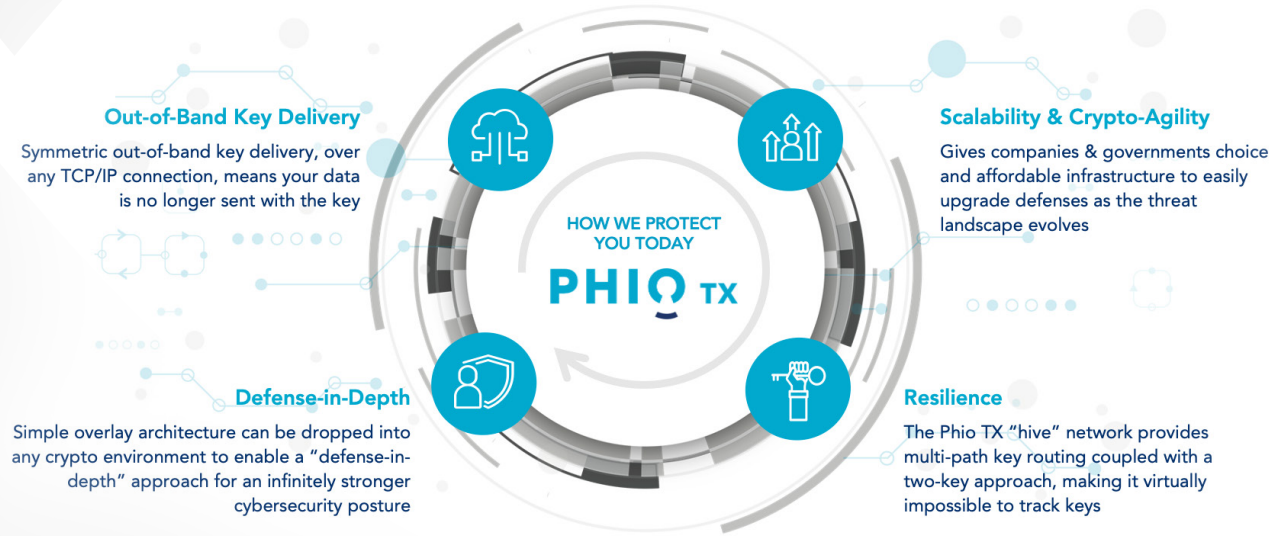 Out-of-Band Key Delivery
Symmetric out-of-band key delivery, over
any TCP/IP connection, means your data
is no longer sent with the key
Scalability & Crypto-Agility
Gives companies & governments choice
and affordable infrastructure to easily
upgrade defenses as the threat
landscape evolves
HOW WE PROTECT
YOU TODAY
PHIO TX
Defense-in-Depth
Simple overlay architecture can be dropped into
any crypto environment to enable a “defense-in-
depth” approach for an infinitely stronger
cybersecurity posture
Resilience
The Phio TX “hive” network provides
multi-path key routing coupled with a
two-key approach, making it virtually
impossible to track keys